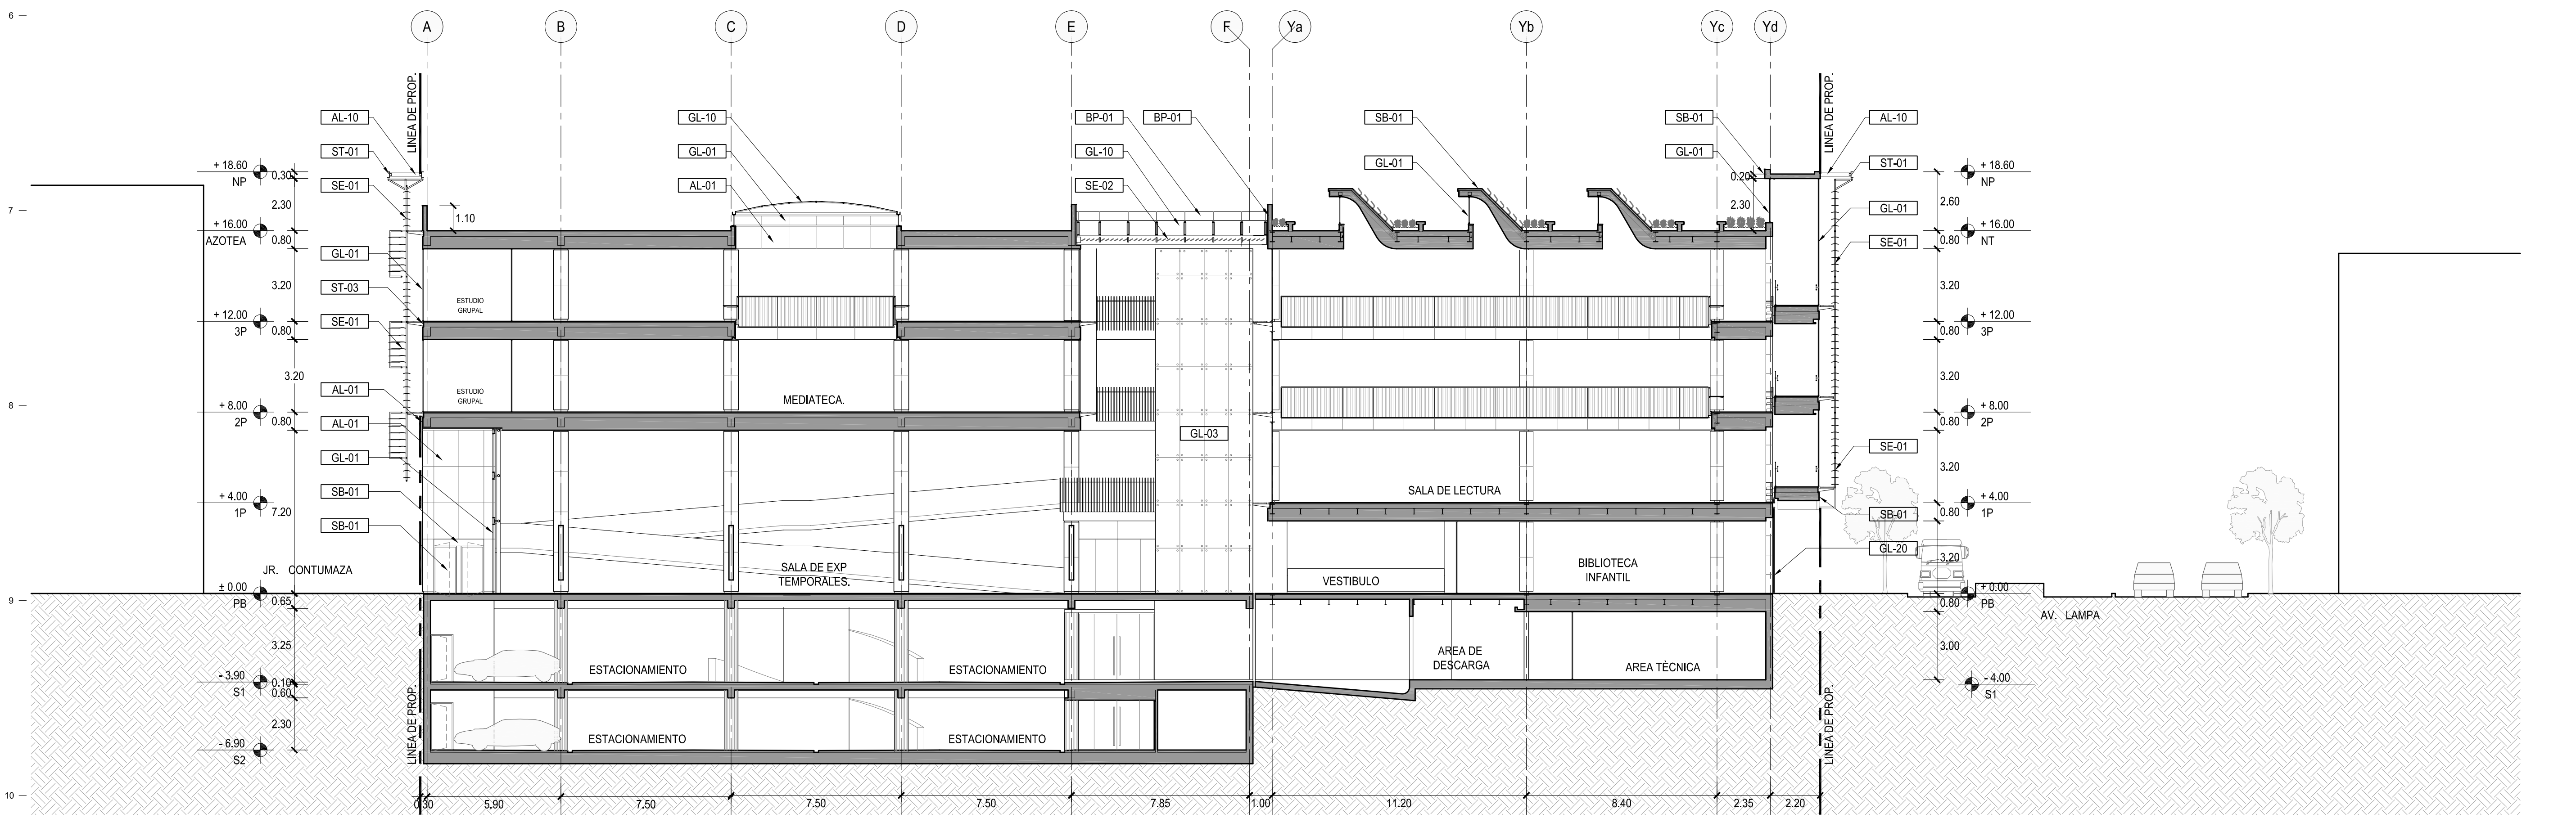 6
7
8
9
10
A
B
C
D
E
F
Ya
Yb
Yc
Yd
LINEA DE PROP.
LINEA DE PROP.
AL-10
ST-01
SE-01
GL-01
ST-03
SE-01
AL-01
AL-01
GL-01
SB-01
SB-01
GL-10
GL-01
AL-01
BP-01
GL-10
SE-02
BP-01
SB-01
GL-01
SB-01
GL-01
AL-10
ST-01
GL-01
SE-01
SE-01
SB-01
GL-20
GL-03
+ 18.60
NP
+ 16.00
AZOTEA
+ 12.00
3P
+ 8.00
2P
+ 4.00
1P
± 0.00
PB
- 3.90
S1
- 6.90
S2
0.30
2.30
0.80
3.20
0.80
3.20
0.80
7.20
0.65
3.25
0.10
0.60
2.30
1.10
0.20
2.30
JR. CONTUMAZA
ESTUDIO
GRUPAL
ESTUDIO
GRUPAL
MEDIATECA.
SALA DE EXP
TEMPORALES.
SALA DE LECTURA
VESTIBULO
BIBLIOTECA
INFANTIL
ESTACIONAMIENTO
ESTACIONAMIENTO
AREA DE
DESCARGA
AREA TÈCNICA
ESTACIONAMIENTO
ESTACIONAMIENTO
+ 18.60
NP
+ 16.00
NT
+ 12.00
3P
+ 8.00
2P
+ 4.00
1P
+ 0.00
PB
- 4.00
S1
2.60
0.80
3.20
0.80
3.20
3.20
0.80
3.20
0.80
3.00
AV. LAMPA
LINEA DE PROP.
LINEA DE PROP.
0.30
5.90
7.50
7.50
7.50
7.85
1.00
11.20
8.40
2.35
2.20